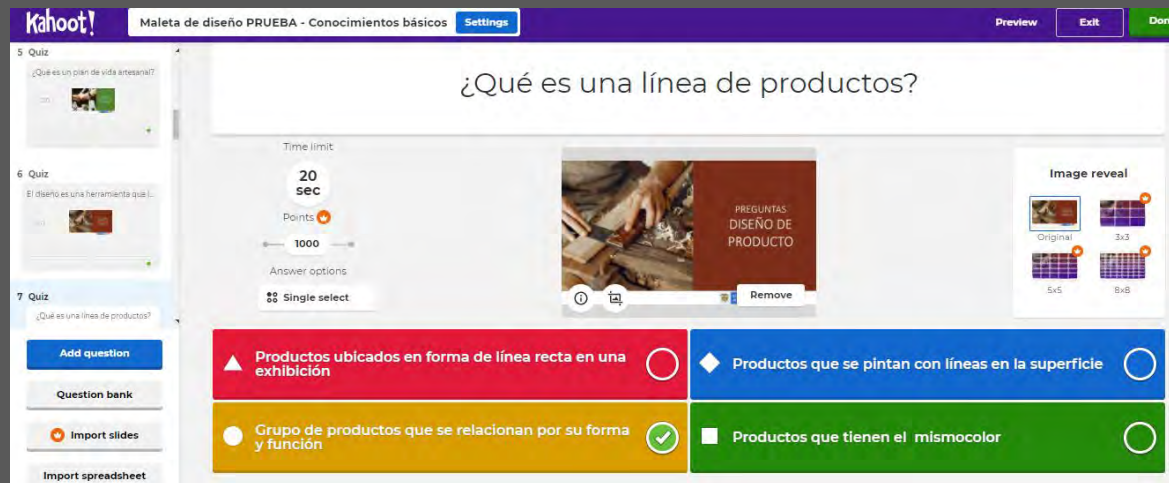 Kahoot!
Maleta de diseño PRUEBA - Conocimientos básicos
Settings
Preview
Exit
Don
5 Quiz
¿Qué es un plan de vida artesanal?
6 Quiz
El diseño es una herramienta que i...
7 Quiz
¿Qué es una línea de productos?
Add question
Question bank
Import slides
Import spreadsheet
¿Qué es una línea de productos?
Time limit
20
sec
Points
1000
Answer options
Single select
PREGUNTAS
DISEÑO DE
PRODUCTO
Remove
Image reveal
Original
3x3
5x5
8x8
Productos ubicados en forma de línea recta en una
exhibición
Productos que se pintan con líneas en la superficie
Grupo de productos que se relacionan por su forma
y función
Productos que tienen el mismocolor